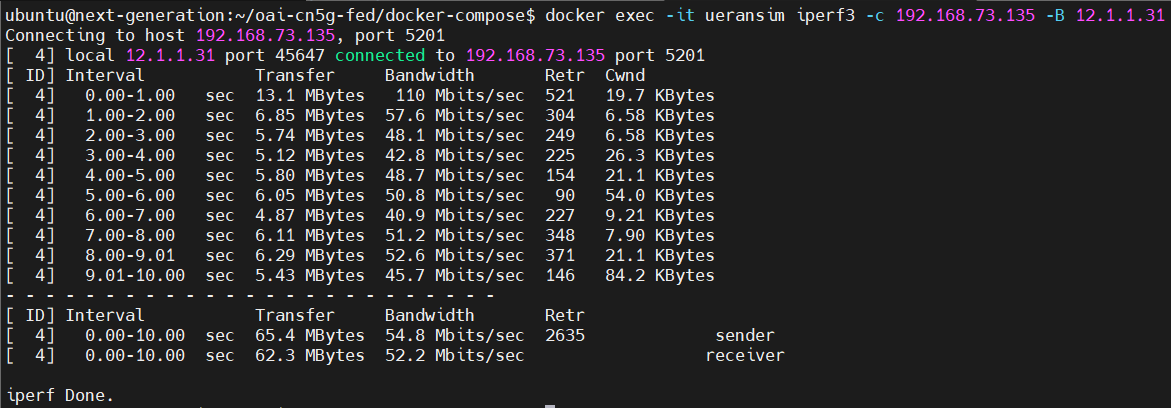 ubuntu@next-generation:~/oai-cn5g-fed/docker-compose$ docker exec -it ueransim iperf3 -c 192.168.73.135 -B 12.1.1.31
Connecting to host 192.168.73.135, port 5201
[  4] local 12.1.1.31 port 45647 connected to 192.168.73.135 port 5201
[ ID] Interval           Transfer     Bandwidth       Retr  Cwnd
[  4]   0.00-1.00   sec  13.1 MBytes   110 Mbits/sec  521   19.7 KBytes
[  4]   1.00-2.00   sec  6.85 MBytes  57.6 Mbits/sec  304   6.58 KBytes
[  4]   2.00-3.00   sec  5.74 MBytes  48.1 Mbits/sec  249   6.58 KBytes
[  4]   3.00-4.00   sec  5.12 MBytes  42.8 Mbits/sec  225   26.3 KBytes
[  4]   4.00-5.00   sec  5.80 MBytes  48.7 Mbits/sec  154   21.1 KBytes
[  4]   5.00-6.00   sec  6.05 MBytes  50.8 Mbits/sec   90   54.0 KBytes
[  4]   6.00-7.00   sec  4.87 MBytes  40.9 Mbits/sec  227   9.21 KBytes
[  4]   7.00-8.00   sec  6.11 MBytes  51.2 Mbits/sec  348   7.90 KBytes
[  4]   8.00-9.01   sec  6.29 MBytes  52.6 Mbits/sec  371   21.1 KBytes
[  4]   9.01-10.00  sec  5.43 MBytes  45.7 Mbits/sec  146   84.2 KBytes
- - - - - - - - - - - - - - - - - - - - - - - - -
[ ID] Interval           Transfer     Bandwidth       Retr
[  4]   0.00-10.00  sec  65.4 MBytes  54.8 Mbits/sec  2635             sender
[  4]   0.00-10.00  sec  62.3 MBytes  52.2 Mbits/sec                  receiver
iperf Done.